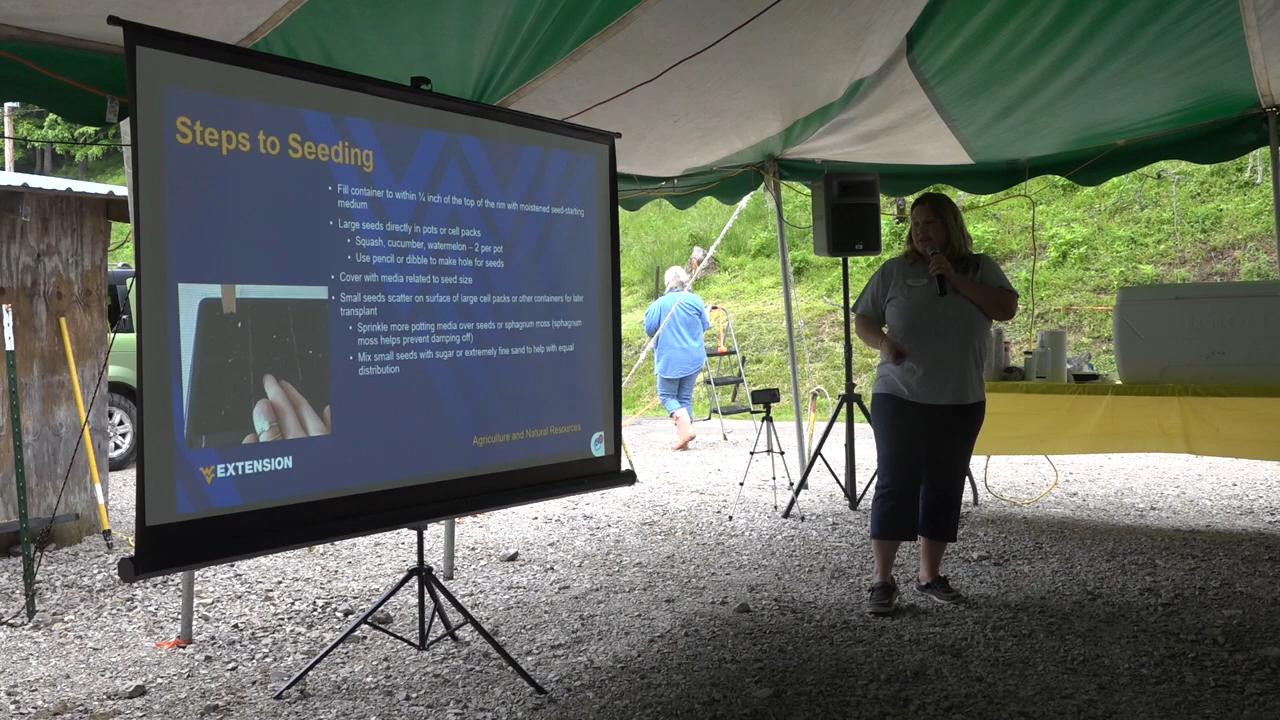 Steps to Seeding
• Fill container to within ¼ inch of the top of the rim with moistened seed-starting
medium
• Large seeds directly in pots or cell packs
• Squash, cucumber, watermelon – 2 per pot
• Use pencil or dibble to make hole for seeds
• Cover with media related to seed size
• Small seeds scatter on surface of large cell packs or other containers for later
transplant
• Sprinkle more potting media over seeds or sphagnum moss (sphagnum
moss helps prevent damping off)
• Mix small seeds with sugar or extremely fine sand to help with equal
distribution
Agriculture and Natural Resources
WV EXTENSION